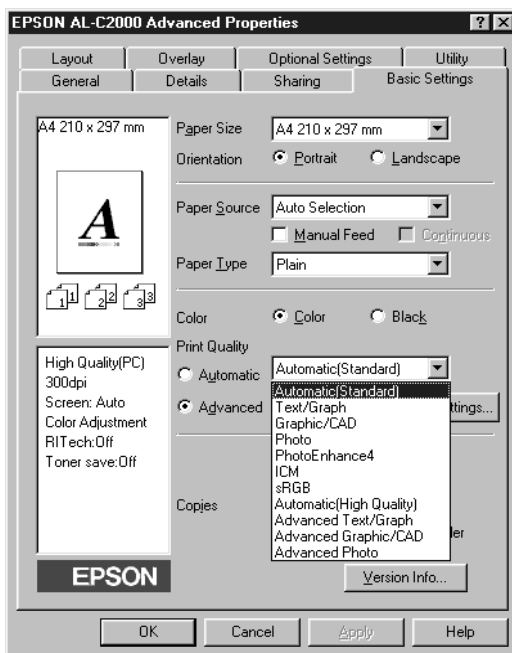 EPSON AL-C2000 Advanced Properties
Layout
Overlay
Optional Settings
Utility
General
Details
Sharing
Basic Settings
A4 210 x 297 mm
A
1 1 2 2 3 3
High Quality(PC)
300dpi
Screen: Auto
Color Adjustment
RITech:Off
Toner save:Off
EPSON
Paper Size
A4 210 x 297 mm
Orientation
Portrait
Landscape
Paper Source
Auto Selection
Manual Feed
Continuous
Paper Type
Plain
Color
Color
Black
Print Quality
Automatic
Automatic(Standard)
Advanced
Automatic(Standard)
Text/Graph
Graphic/CAD
Photo
PhotoEnhance4
ICM
sRGB
Automatic(High Quality)
Advanced Text/Graph
Advanced Graphic/CAD
Advanced Photo
ttings...
Copies
ler
Version Info...
OK
Cancel
Apply
Help